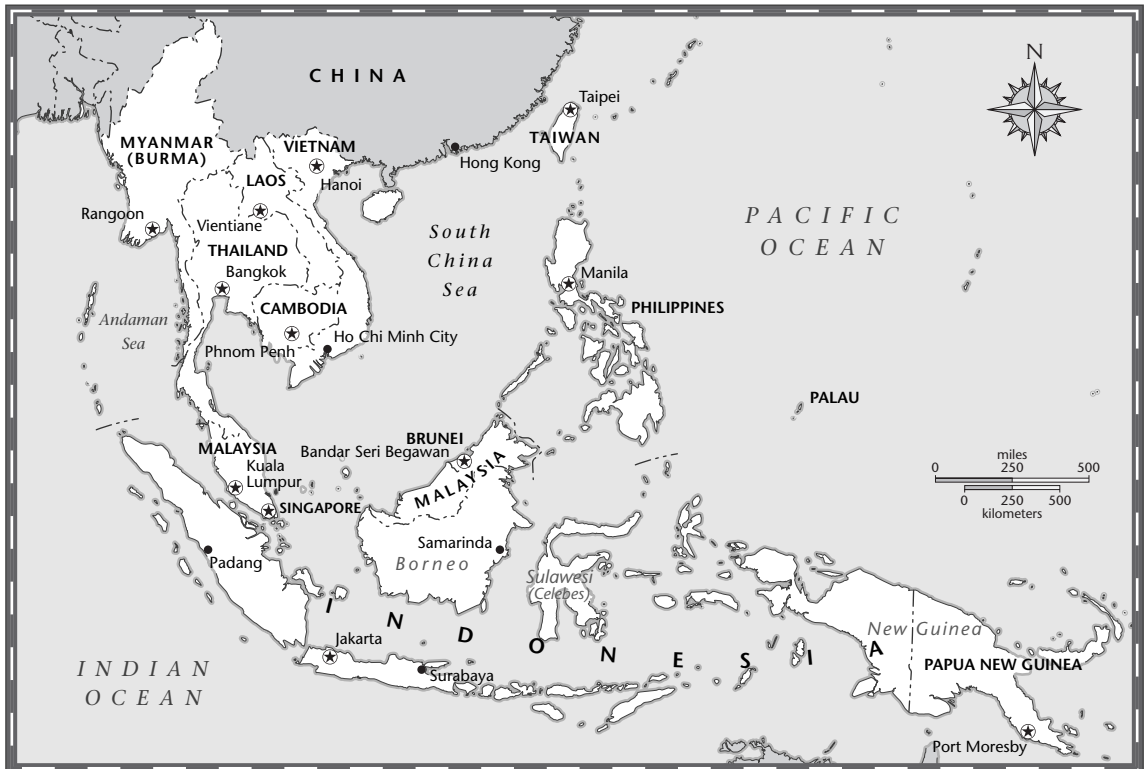 N
CHINA
Taipei
TAIWAN
MYANMAR
(BURMA)
VIETNAM
Hong Kong
LAOS
Hanoi
Rangoon
Vientiane
PACIFIC
OCEAN
South
China
Sea
THAILAND
Bangkok
Manila
CAMBODIA
PHILIPPINES
Andaman
Sea
Ho Chi Minh City
Phnom Penh
PALAU
MALAYSIA
BRUNEI
Bandar Seri Begawan
Kuala
Lumpur
MALAYSIA
miles
0 250 500
0 250 500
kilometers
SINGAPORE
Samarinda
Padang
Borneo
Sulawesi
(Celebes)
INDONESIA
New Guinea
Jakarta
PAPUA NEW GUINEA
INDIAN
OCEAN
Surabaya
Port Moresby